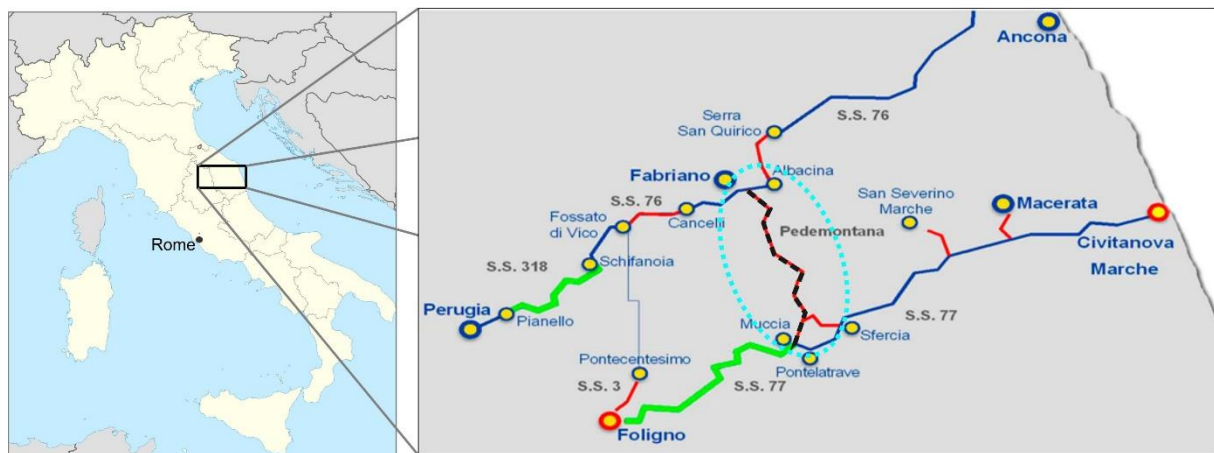 Rome
Ancona
S.S. 76
Serra
San Quirico
Albacina
Fabriano
San Severino
Marche
Macerata
S.S. 76
Cancelli
Fossato
di Vico
Pedemontana
Civitanova
Marche
Schifanoia
S.S. 318
Perugia
Pianello
Muccia
Sfercia
S.S. 77
Pontelatrave
Pontecentesimo
S.S. 3
S.S. 77
Foligno